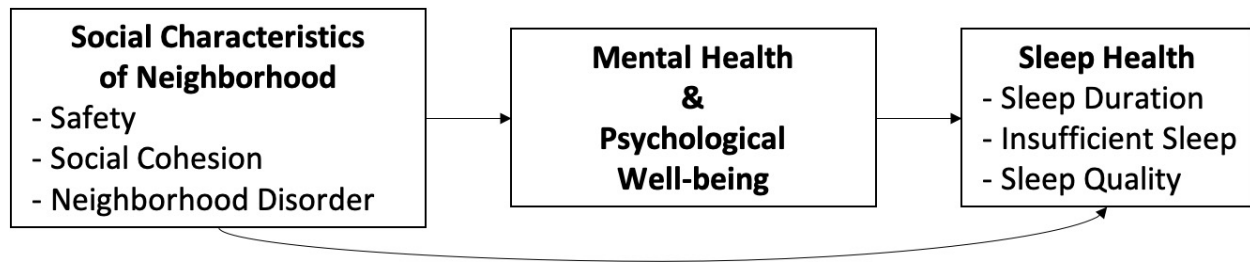 Social Characteristics
of Neighborhood
- Safety
- Social Cohesion
- Neighborhood Disorder
Mental Health
&
Psychological
Well-being
Sleep Health
- Sleep Duration
- Insufficient Sleep
- Sleep Quality